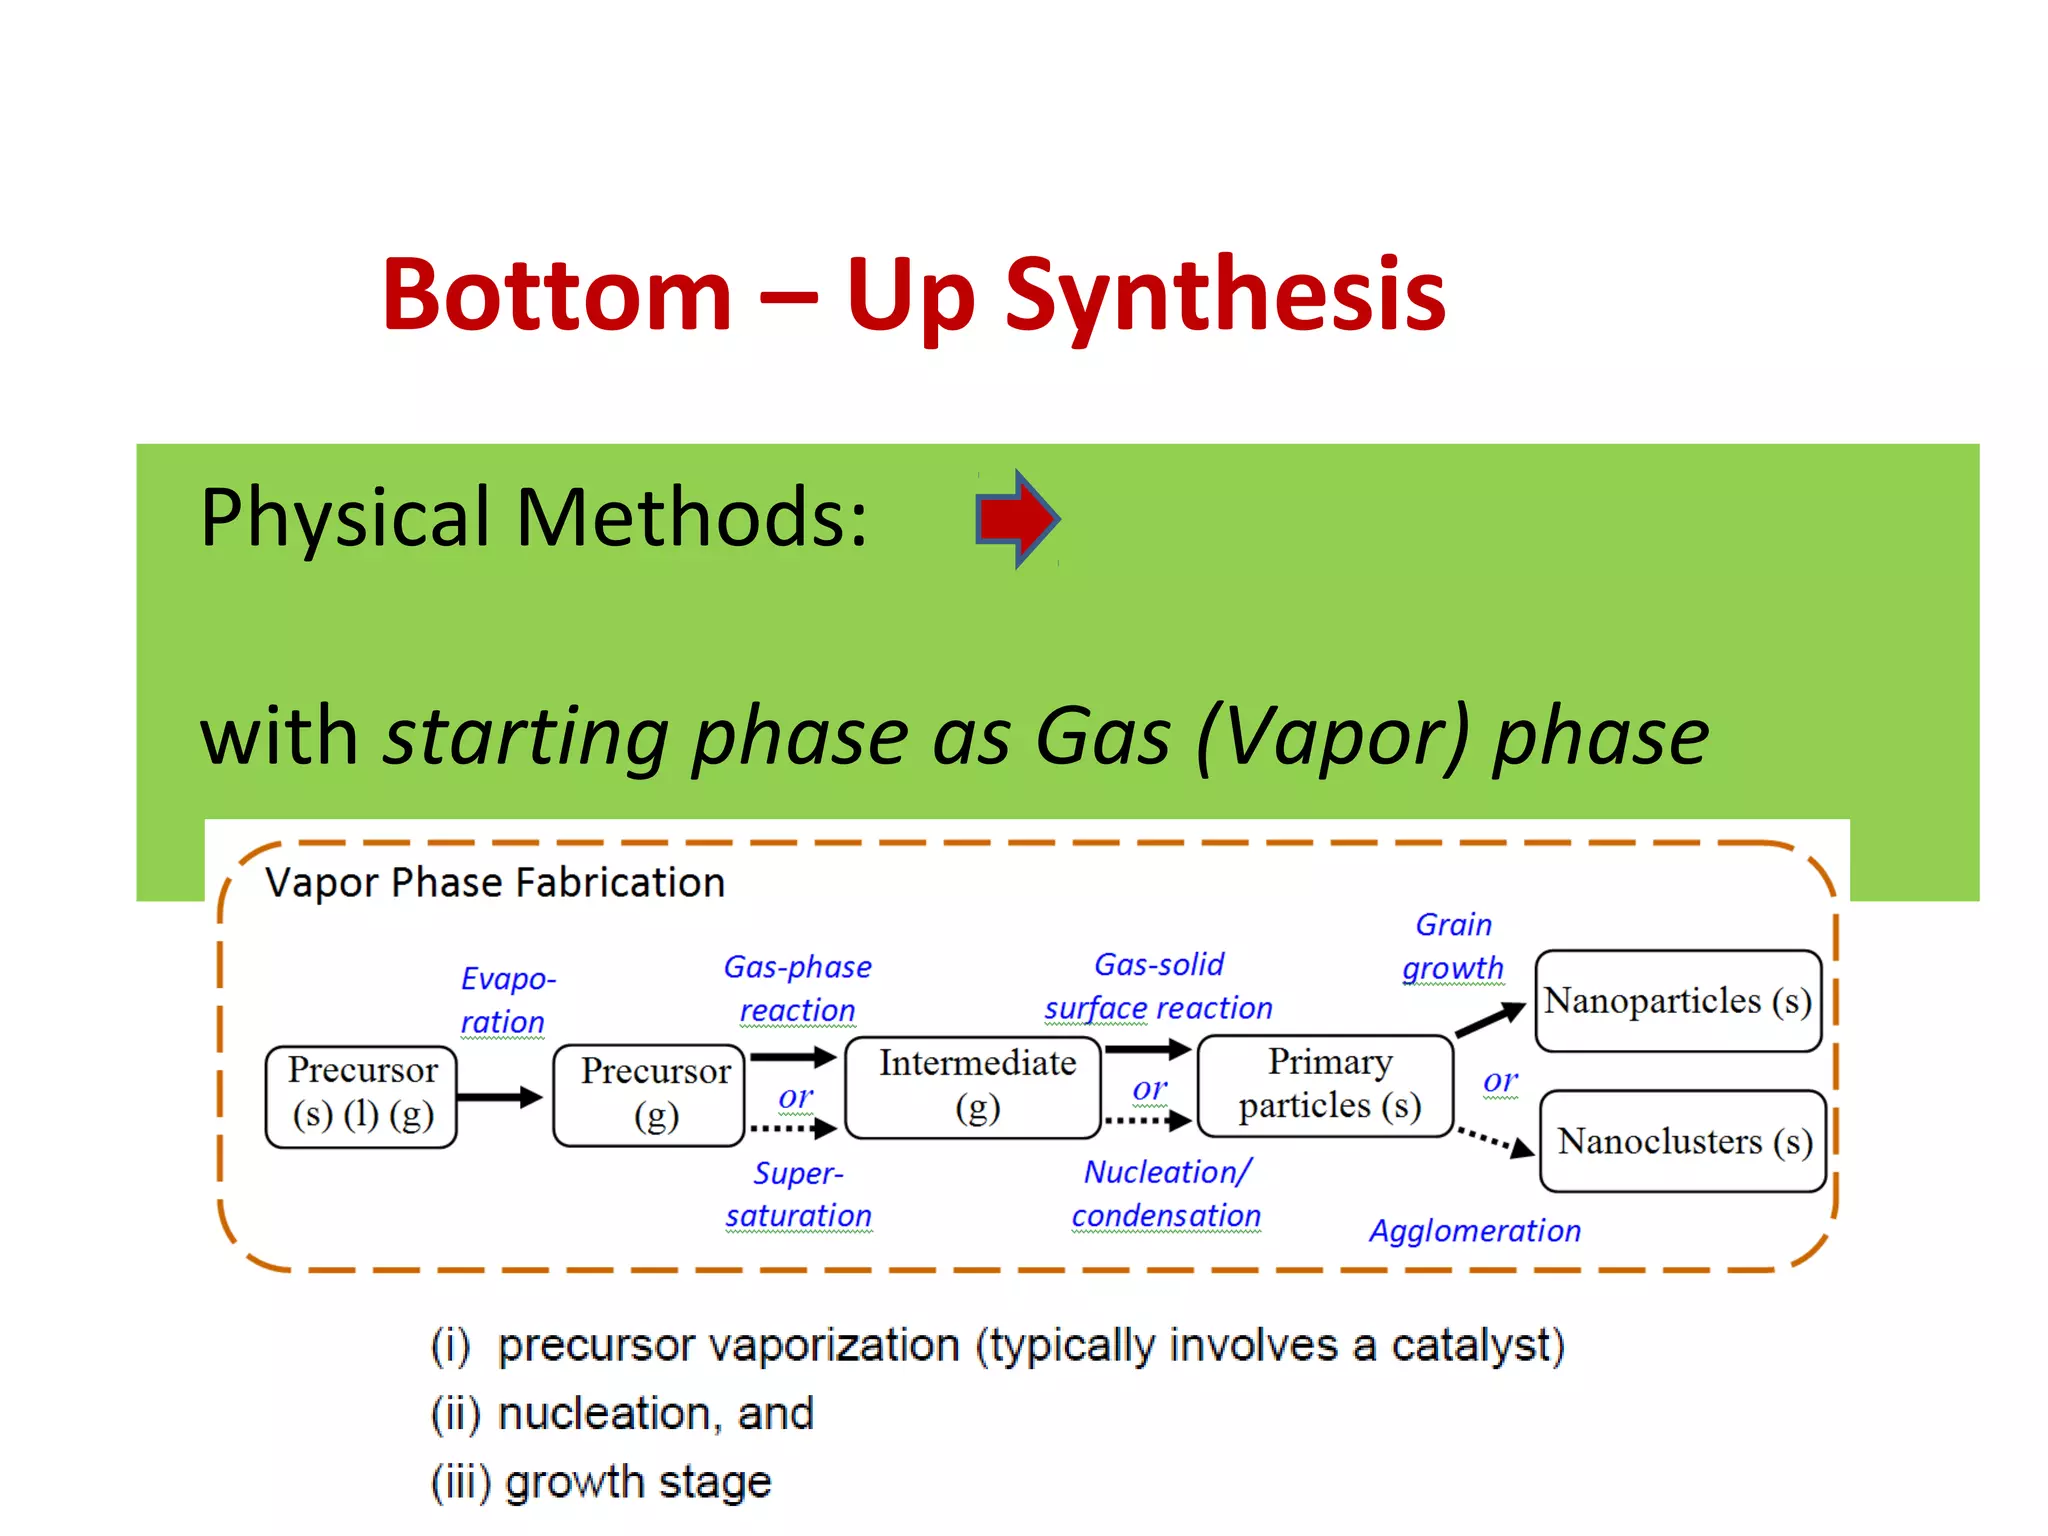 Bottom – Up Synthesis
Physical Methods:
with starting phase as Gas (Vapor) phase
Vapor Phase Fabrication
Precursor
(s) (l) (g)
Evapo-
ration
Precursor
(g)
Gas-phase
reaction
or
Super-
saturation
Intermediate
(g)
Gas-solid
surface reaction
or
Nucleation/
condensation
Primary
particles (s)
Grain
growth
or
Agglomeration
Nanoparticles (s)
Nanoclusters (s)
(i) precursor vaporization (typically involves a catalyst)
(ii) nucleation, and
(iii) growth stage